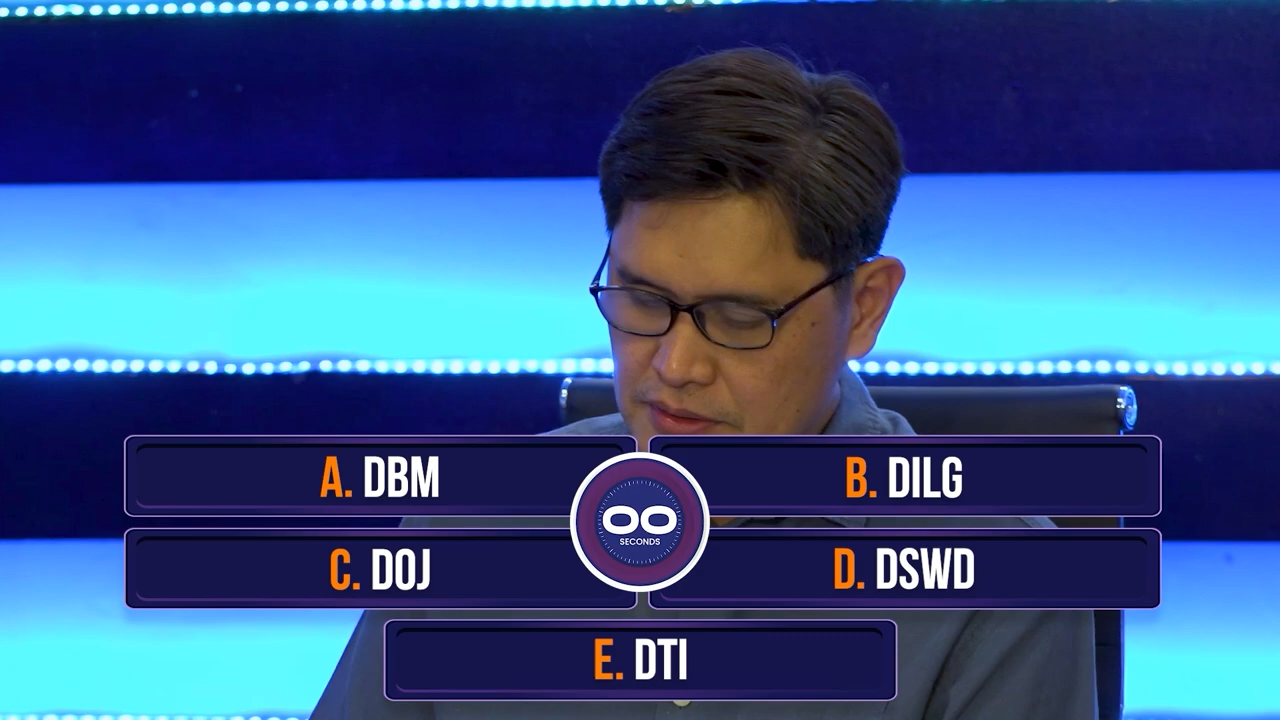 A. DBM
B. DILG
00
SECONDS
C. DOJ
D. DSWD
E. DTI